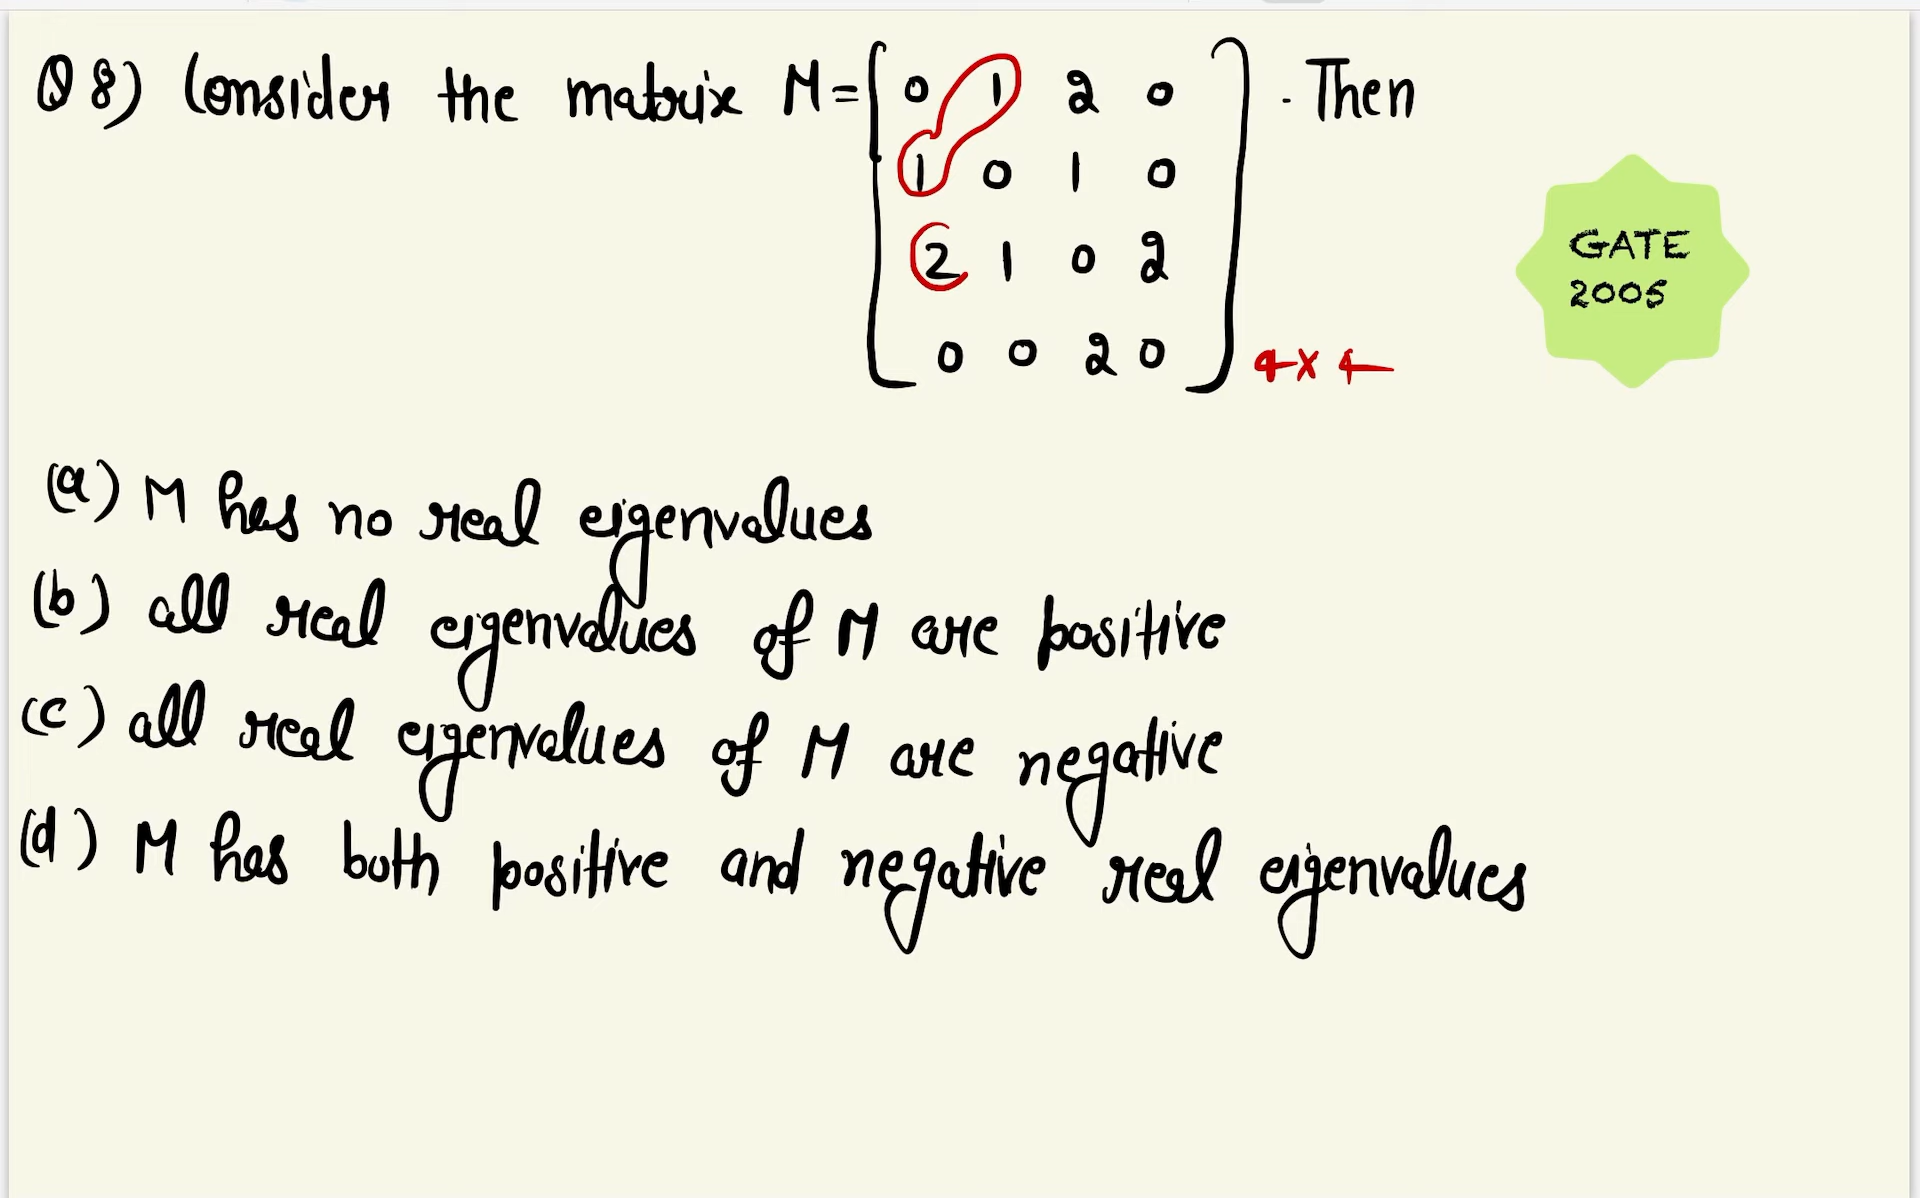 Q 8) Consider the matrix M = [ 0 1 2 0 ] . Then
1 0 1 0
2 1 0 2
0 0 2 0
4 x 4
GATE
2005
(a) M has no real eigenvalues
(b) all real eigenvalues of M are positive
(c) all real eigenvalues of M are negative
(d) M has both positive and negative real eigenvalues